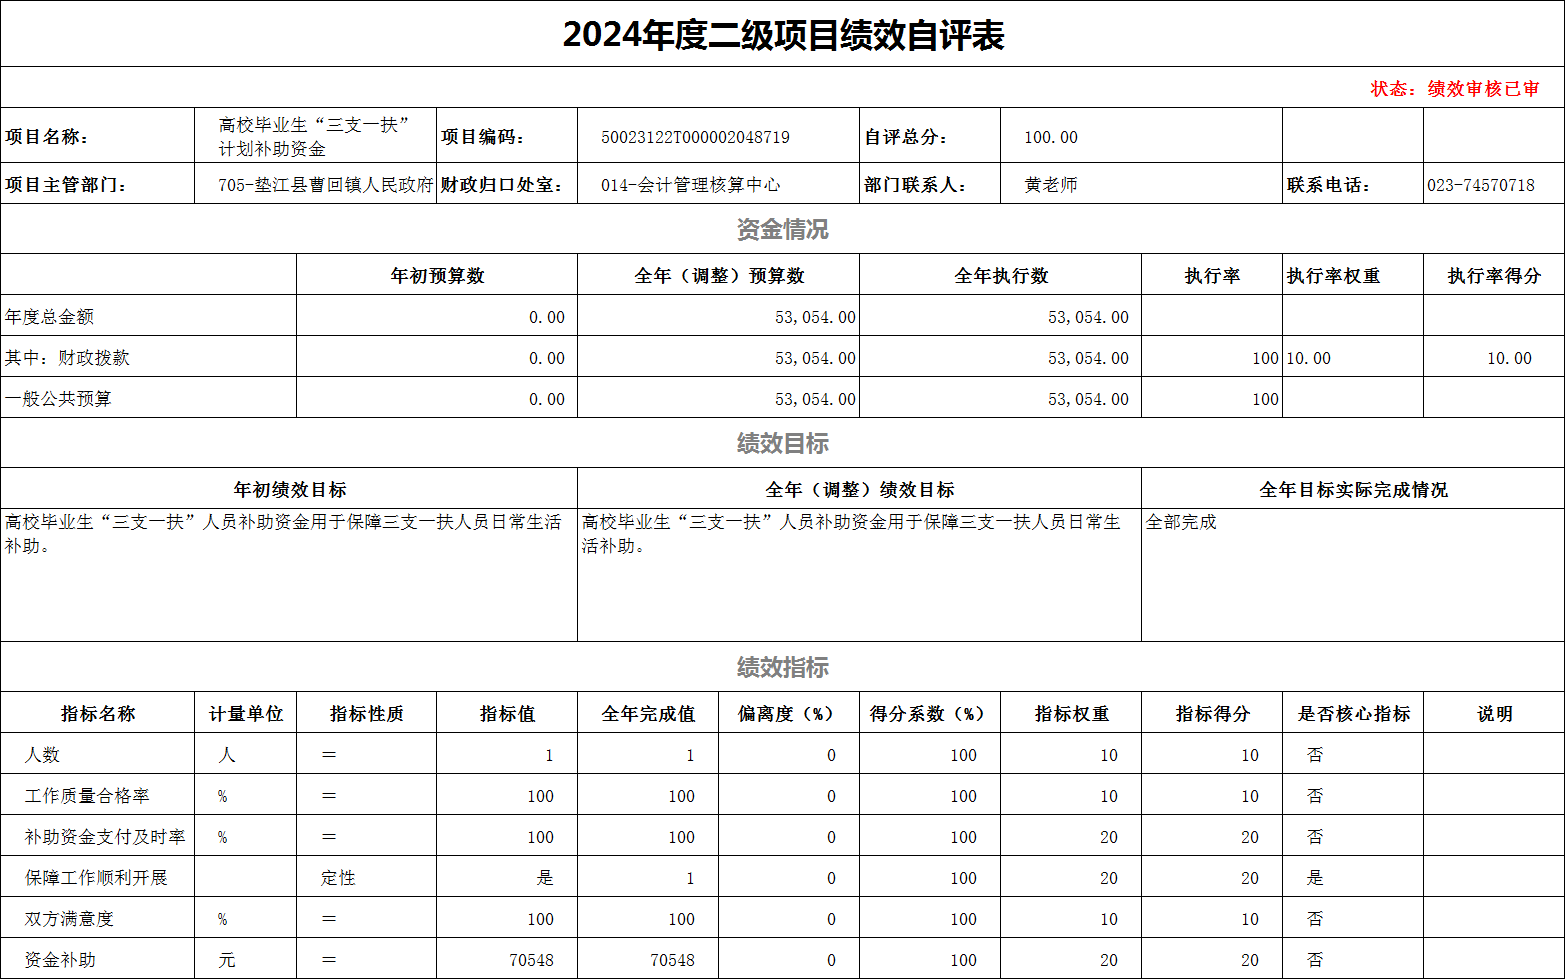 2024年度二级项目绩效自评表
状态：绩效审核已审
项目名称： 高校毕业生“三支一扶”计划补助资金 项目编码： 50023122T000002048719 自评总分： 100.00
项目主管部门： 705-垫江县曹回镇人民政府 财政归口处室： 014-会计管理核算中心 部门联系人： 黄老师 联系电话： 023-74570718
资金情况
年初预算数 全年（调整）预算数 全年执行数 执行率 执行率权重 执行率得分
年度总金额 0.00 53,054.00 53,054.00
其中：财政拨款 0.00 53,054.00 53,054.00 100 10.00 10.00
一般公共预算 0.00 53,054.00 53,054.00 100
绩效目标
年初绩效目标 全年（调整）绩效目标 全年目标实际完成情况
高校毕业生“三支一扶”人员补助资金用于保障三支一扶人员日常生活
补助。
高校毕业生“三支一扶”人员补助资金用于保障三支一扶人员日常生
活补助。
全部完成
绩效指标
指标名称 计量单位 指标性质 指标值 全年完成值 偏离度（%） 得分系数（%） 指标权重 指标得分 是否核心指标 说明
人数 人 ＝ 1 1 0 100 10 10 否
工作质量合格率 % ＝ 100 100 0 100 10 10 否
补助资金支付及时率 % ＝ 100 100 0 100 20 20 否
保障工作顺利开展 定性 是 1 0 100 20 20 是
双方满意度 % ＝ 100 100 0 100 10 10 否
资金补助 元 ＝ 70548 70548 0 100 20 20 否